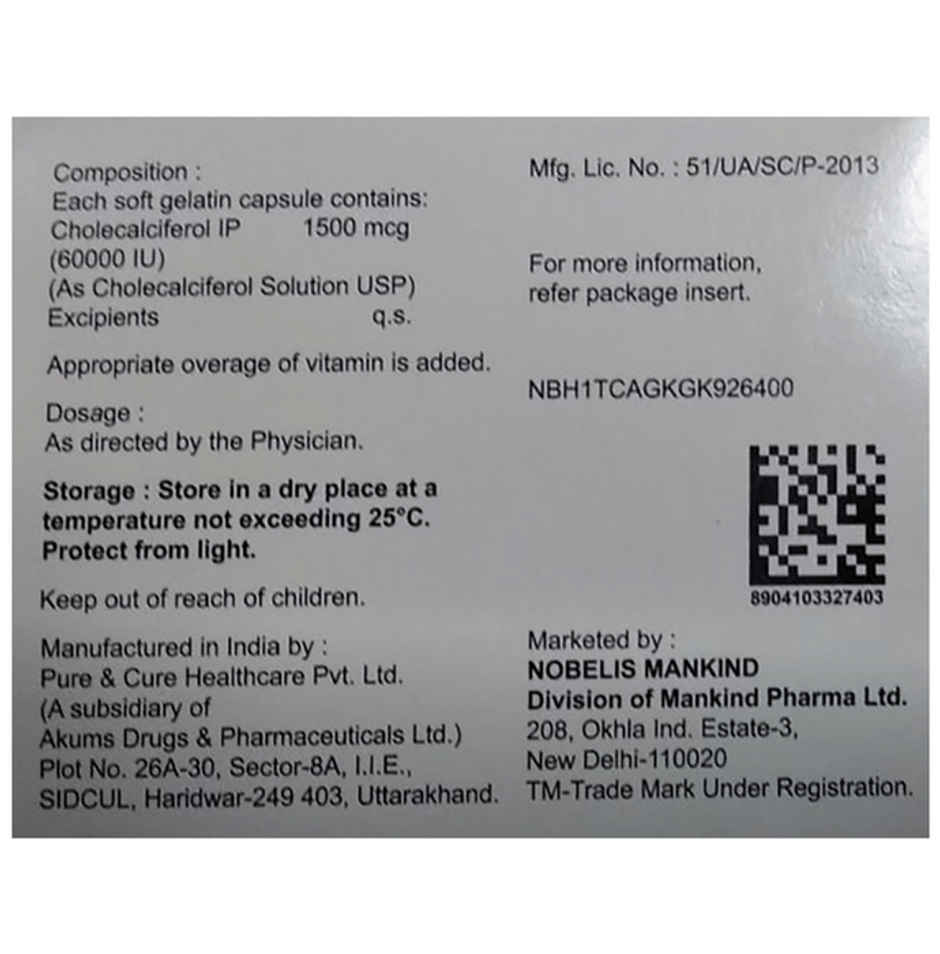 Composition :
Each soft gelatin capsule contains:
Cholecalciferol IP 1500 mcg
(60000 IU)
(As Cholecalciferol Solution USP)
Excipients q.s.
Appropriate overage of vitamin is added.
Dosage :
As directed by the Physician.
Storage : Store in a dry place at a
temperature not exceeding 25°C.
Protect from light.
Keep out of reach of children.
Manufactured in India by :
Pure & Cure Healthcare Pvt. Ltd.
(A subsidiary of
Akums Drugs & Pharmaceuticals Ltd.)
Plot No. 26A-30, Sector-8A, I.I.E.,
SIDCUL, Haridwar-249 403, Uttarakhand.
Mfg. Lic. No. : 51/UA/SC/P-2013
For more information,
refer package insert.
NBH1TCAGKGK926400
8904103327403
Marketed by :
NOBELIS MANKIND
Division of Mankind Pharma Ltd.
208, Okhla Ind. Estate-3,
New Delhi-110020
TM-Trade Mark Under Registration.